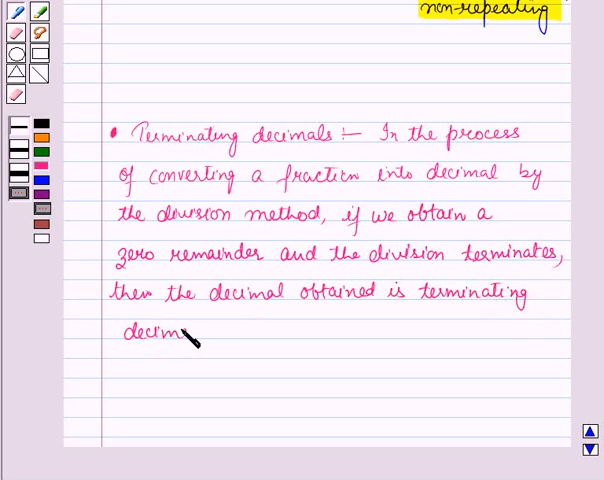 non-repeating
• Terminating decimals :- In the process
of converting a fraction into decimal by
the division method, if we obtain a
zero remainder and the division terminates,
then the decimal obtained is terminating
decim